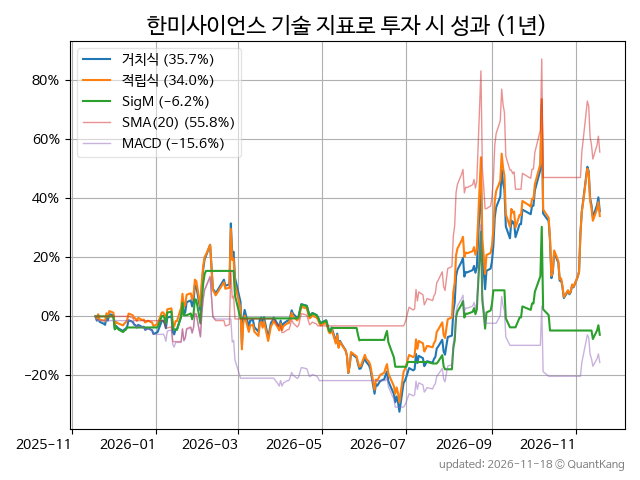 한미사이언스 기술 지표로 투자 시 성과 (1년)
거치식 (35.7%)
적립식 (34.0%)
SigM (−6.2%)
SMA(20) (55.8%)
MACD (−15.6%)
80%
60%
40%
20%
0%
−20%
2025-11 2026-01 2026-03 2026-05 2026-07 2026-09 2026-11
updated: 2026-11-18 © QuantKang